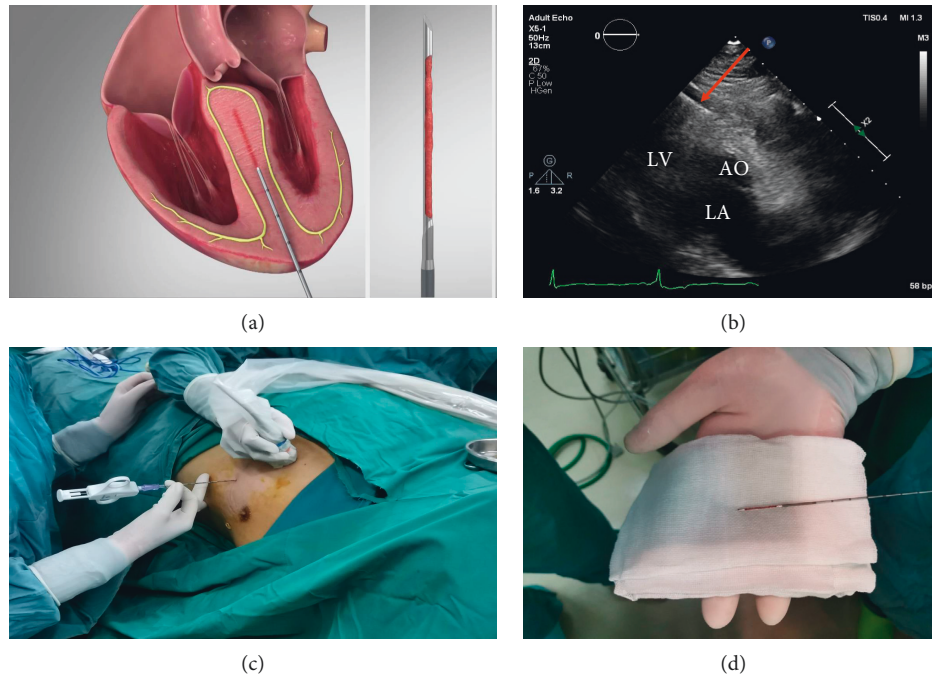 Adult Echo
X5-1
50Hz
13cm
2D
67%
C 50
P Low
HGen
0
P
TIS0.4 MI 1.3
M3
X2
G
P R
1.6 3.2
LV
AO
LA
58 bp
(a)
(b)
(c)
(d)